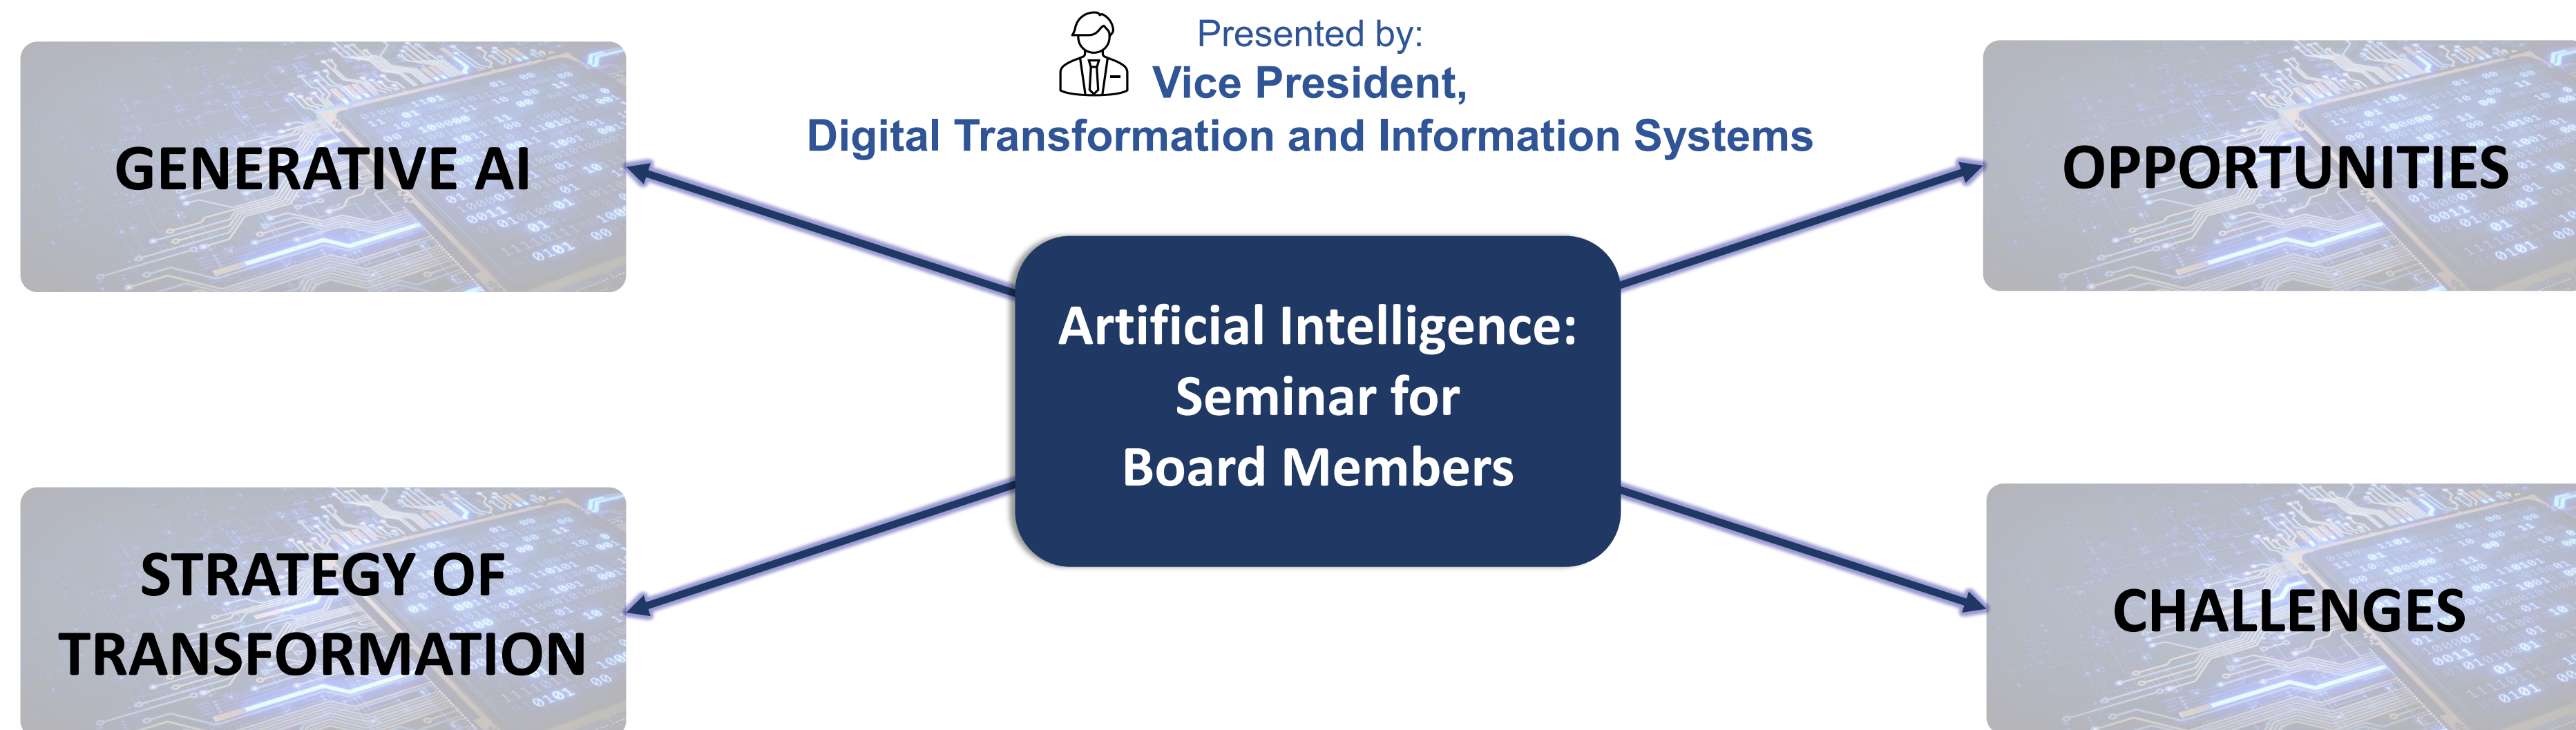 Presented by:
Vice President,
Digital Transformation and Information Systems
GENERATIVE AI
OPPORTUNITIES
Artificial Intelligence:
Seminar for
Board Members
STRATEGY OF
TRANSFORMATION
CHALLENGES